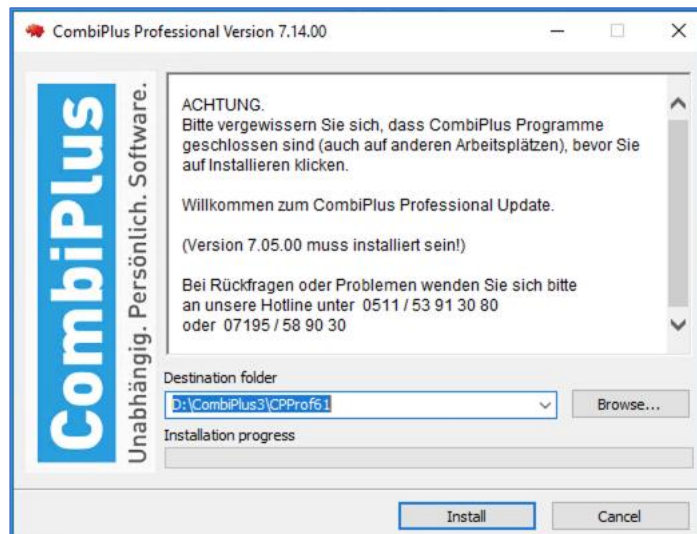 CombiPlus Professional Version 7.14.00
CombiPlus
Unabhängig. Persönlich. Software.
ACHTUNG.
Bitte vergewissern Sie sich, dass CombiPlus Programme
geschlossen sind (auch auf anderen Arbeitsplätzen), bevor Sie
auf Installieren klicken.
Willkommen zum CombiPlus Professional Update.
(Version 7.05.00 muss installiert sein!)
Bei Rückfragen oder Problemen wenden Sie sich bitte
an unsere Hotline unter 0511 / 53 91 30 80
oder 07195 / 58 90 30
Destination folder
D:\CombiPlus3\CPProf61
Browse...
Installation progress
Install
Cancel